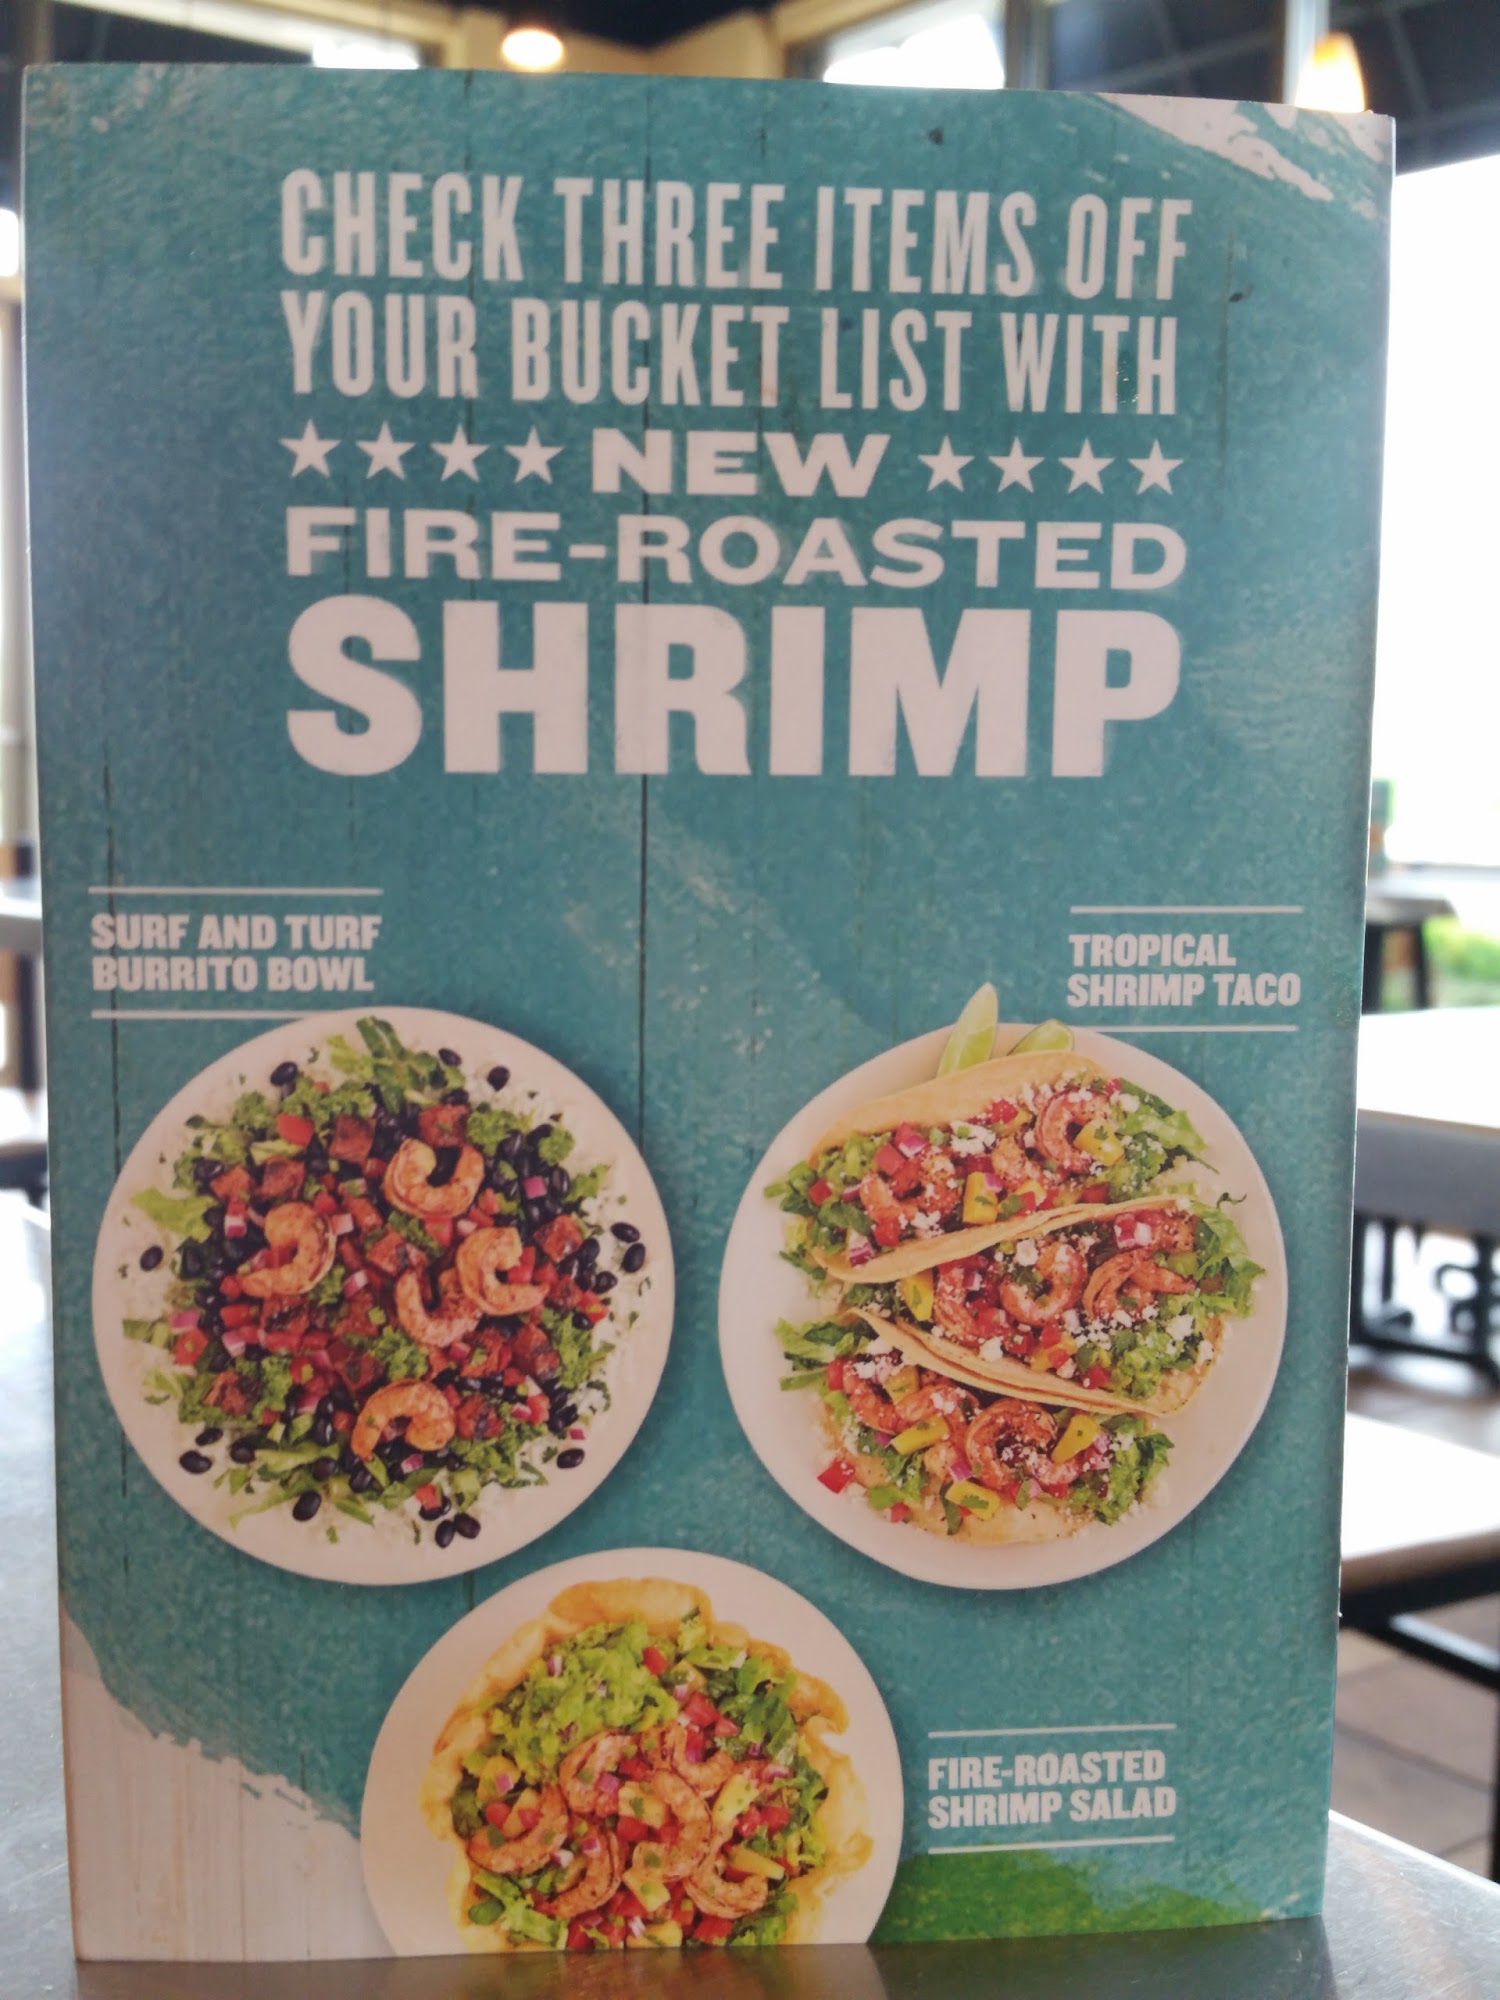 CHECK THREE ITEMS OFF
YOUR BUCKET LIST WITH
★★★★ NEW ★★★★
FIRE-ROASTED
SHRIMP
SURF AND TURF
BURRITO BOWL
TROPICAL
SHRIMP TACO
FIRE-ROASTED
SHRIMP SALAD